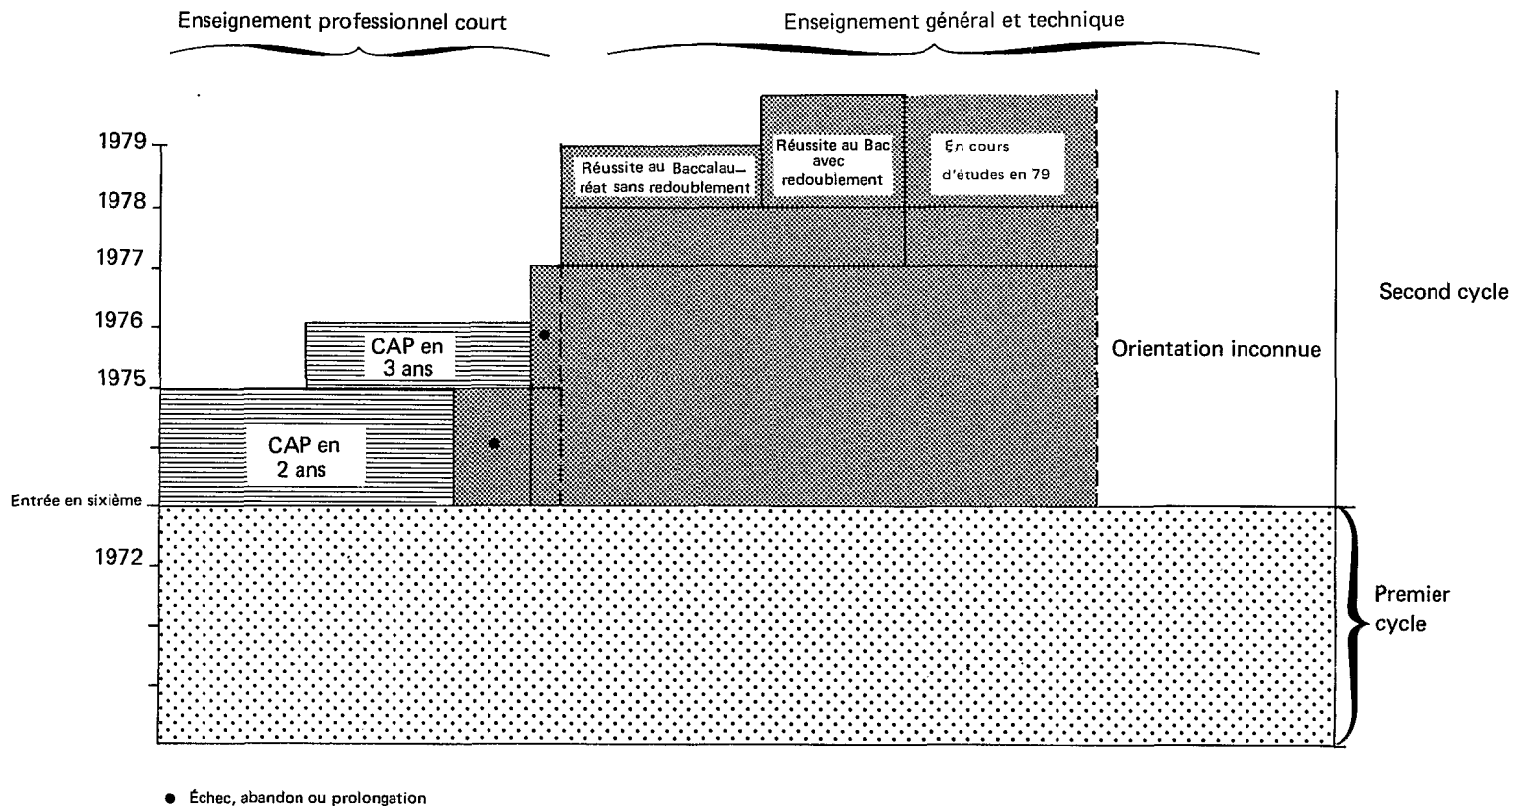 Enseignement professionnel court
Enseignement général et technique
1979
Réussite au Baccalau–
réat sans redoublement
Réussite au Bac
avec
redoublement
En cours
d'études en 79
1978
1977
Second cycle
1976
CAP en
3 ans
Orientation inconnue
1975
CAP en
2 ans
Entrée en sixième
1972
Premier
cycle
● Échec, abandon ou prolongation